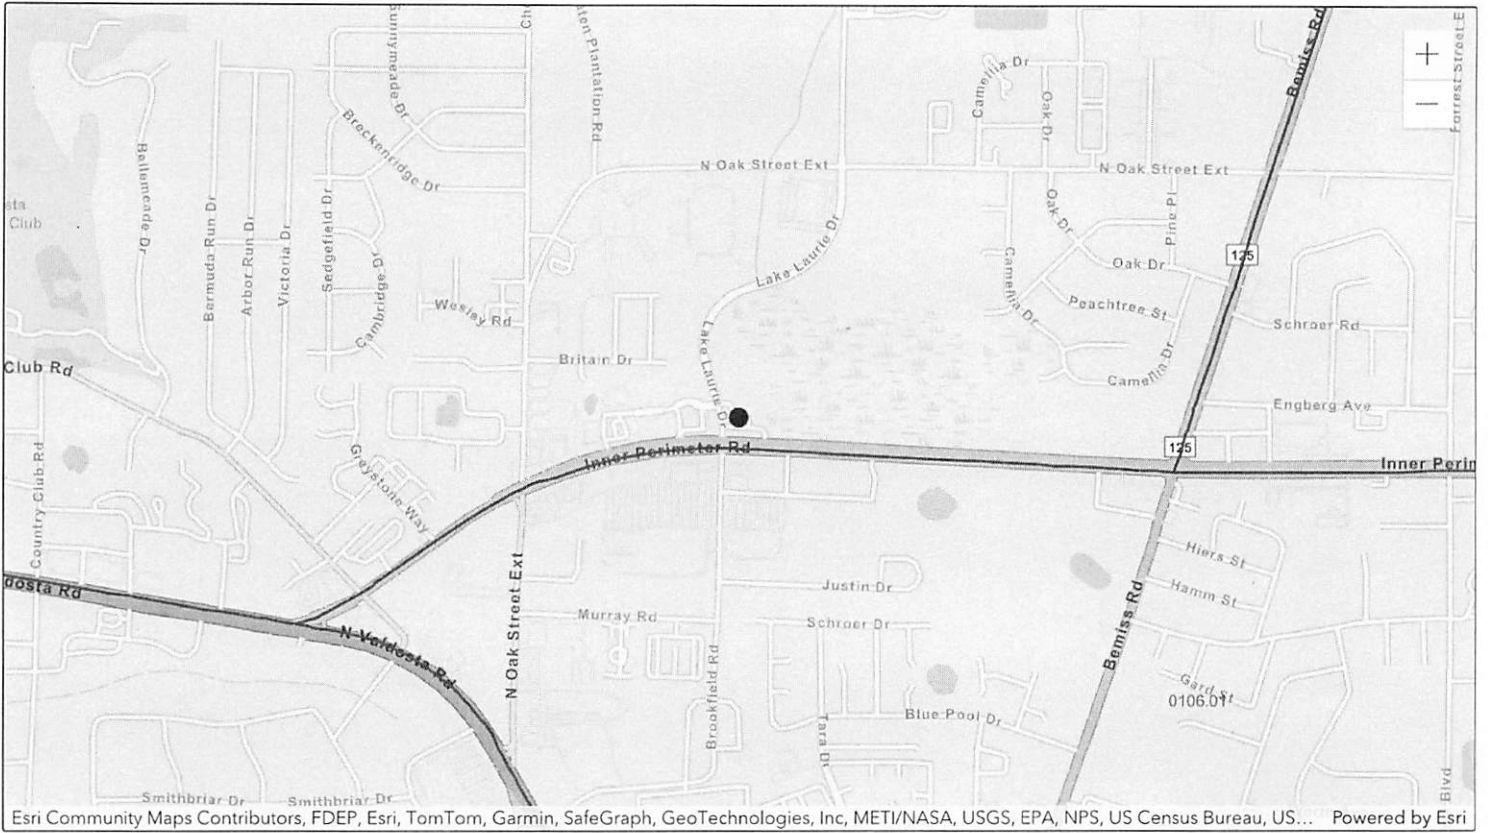 Bemiss Rd
Sunnymeade Dr
Camellia Dr
Oak Dr
Forrest Street E
Plantation Rd
Breckenridge Dr
N Oak Street Ext
N Oak Street Ext
Bellemeade Dr
Club
Bermuda Run Dr
Arbor Run Dr
Victoria Dr
Sedgefield Dr
Cambridge Dr
Lake Laurie Dr
Oak Dr
Pine Pl
125
Oak Dr
Camellia Dr
Peachtree St
Wesley Rd
Schroer Rd
Lake Laurie Dr
Britain Dr
Club Rd
Camellia Dr
Engberg Ave
Inner Perimeter Rd
125
Inner Perim
Greystone Way
Country Club Rd
Hiers St
dosta Rd
Justin Dr
Hamm St
N Oak Street Ext
Murray Rd
Schroer Dr
Bemiss Rd
N Valdosta Rd
Brookfield Rd
Gard St
0106.01
Blue Pool Dr
Tara Dr
Blvd
Smithbriar Dr
Smithbriar Dr
Esri Community Maps Contributors, FDEP, Esri, TomTom, Garmin, SafeGraph, GeoTechnologies, Inc, METI/NASA, USGS, EPA, NPS, US Census Bureau, US... Powered by Esri